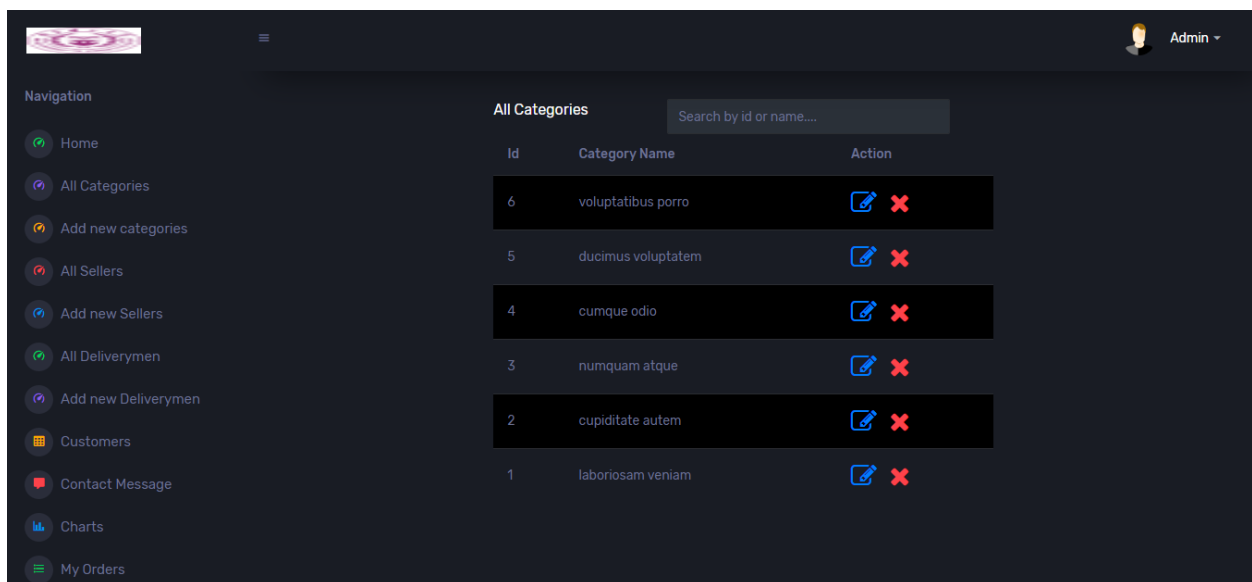 Admin
Navigation
Home
All Categories
Add new categories
All Sellers
Add new Sellers
All Deliverymen
Add new Deliverymen
Customers
Contact Message
Charts
My Orders
All Categories
Search by id or name....
Id Category Name Action
6 voluptatibus porro
5 ducimus voluptatem
4 cumque odio
3 numquam atque
2 cupiditate autem
1 laboriosam veniam